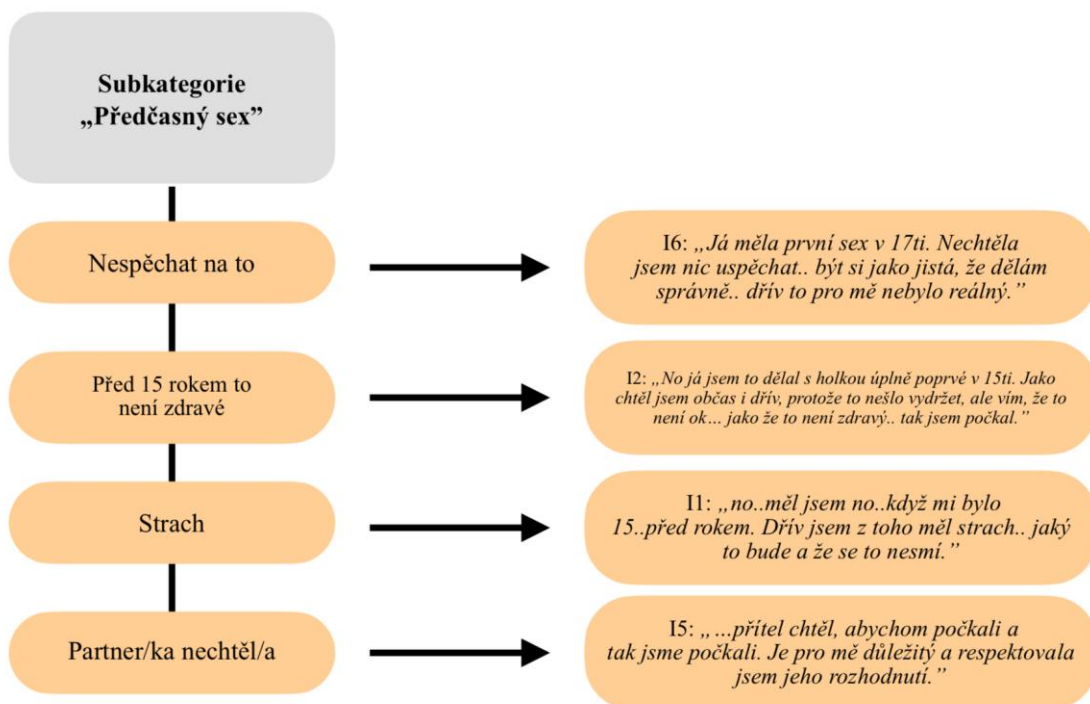 Subkategorie
„Předčasný sex”
Nespěchat na to
I6: „Já měla první sex v 17ti. Nechtěla
jsem nic uspěchat.. být si jako jistá, že dělám
správně.. dřív to pro mě nebylo reálný.”
Před 15 rokem to
není zdravé
I2: „No já jsem to dělal s holkou úplně poprvé v 15ti. Jako
chtěl jsem občas i dřív, protože to nešlo vydržet, ale vím, že to
není ok… jako že to není zdravý.. tak jsem počkal.”
Strach
I1: „no..měl jsem no..když mi bylo
15..před rokem. Dřív jsem z toho měl strach.. jaký
to bude a že se to nesmí.”
Partner/ka nechtěl/a
I5: „...přítel chtěl, abychom počkali a
tak jsme počkali. Je pro mě důležitý a respektovala
jsem jeho rozhodnutí.”